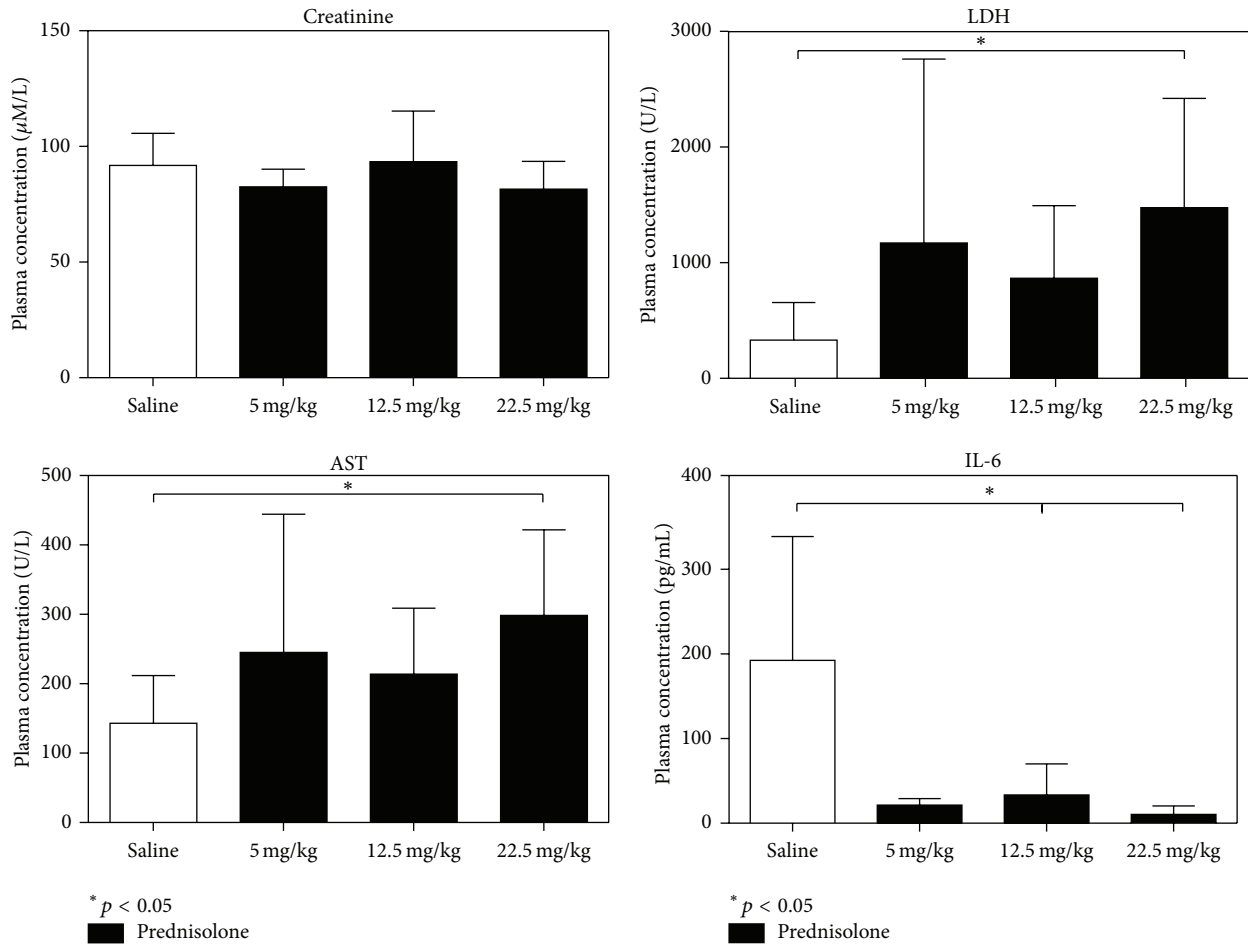 Creatinine
Plasma concentration (μM/L)
150
100
50
0
Saline
5 mg/kg
12.5 mg/kg
22.5 mg/kg
LDH
Plasma concentration (U/L)
3000
2000
1000
0
*
Saline
5 mg/kg
12.5 mg/kg
22.5 mg/kg
AST
Plasma concentration (U/L)
500
400
300
200
100
0
*
Saline
5 mg/kg
12.5 mg/kg
22.5 mg/kg
* p < 0.05
Prednisolone
IL-6
Plasma concentration (pg/mL)
400
300
200
100
0
*
Saline
5 mg/kg
12.5 mg/kg
22.5 mg/kg
* p < 0.05
Prednisolone